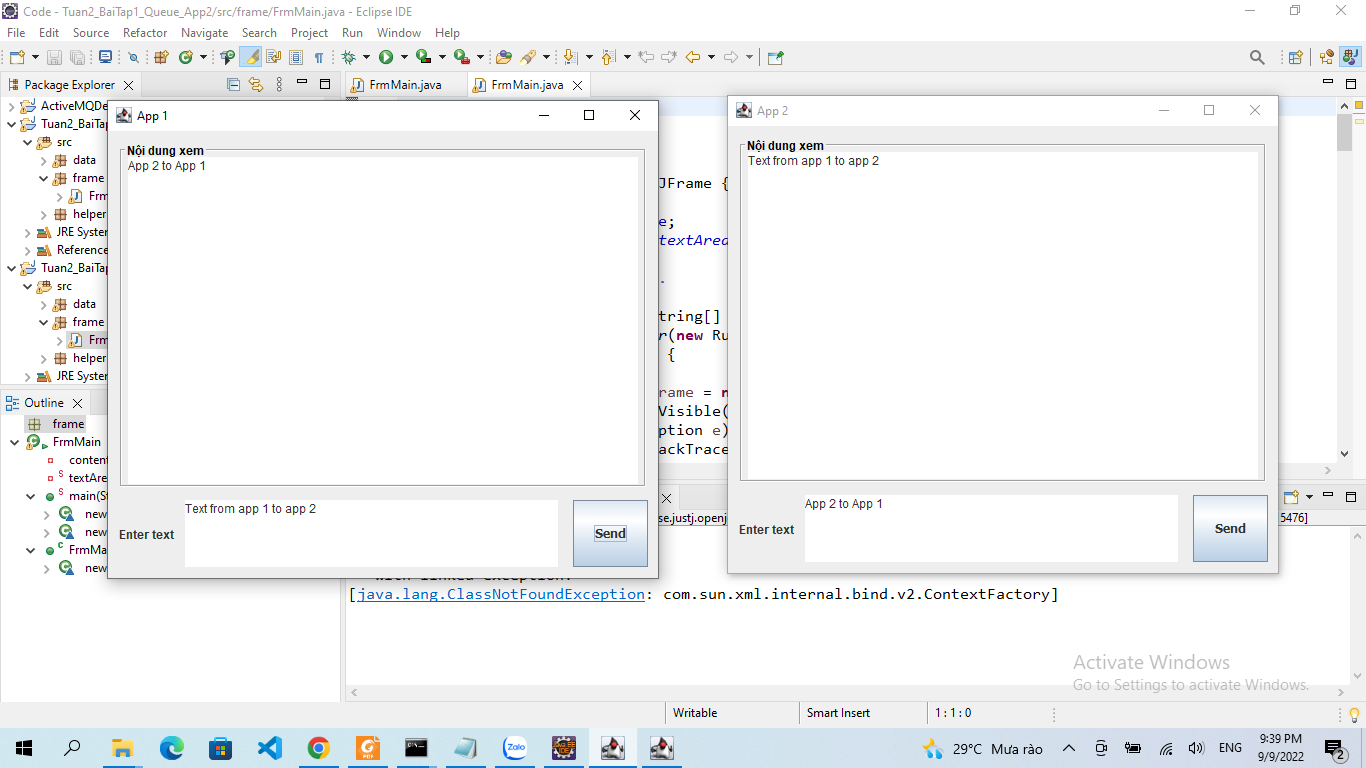 Code - Tuan2_BaiTap1_Queue_App2/src/frame/FrmMain.java - Eclipse IDE
File Edit Source Refactor Navigate Search Project Run Window Help
Package Explorer
ActiveMQDe
Tuan2_BaiTap
src
data
frame
Frm
helper
JRE System
Reference
Tuan2_BaiTap
src
data
frame
Frm
helper
JRE System
Outline
frame
FrmMain
content
textAre
main(St
new
new
FrmMa
new
FrmMain.java
FrmMain.java
JFrame {
e;
textArea
tring[]
r(new Ru
{
rame = n
Visible(
ption e)
ackTrace
App 1
Nội dung xem
App 2 to App 1
Enter text
Text from app 1 to app 2
Send
App 2
Nội dung xem
Text from app 1 to app 2
Enter text
App 2 to App 1
Send
se.justj.openj
5476]
with linked exception:
[java.lang.ClassNotFoundException: com.sun.xml.internal.bind.v2.ContextFactory]
Activate Windows
Go to Settings to activate Windows.
Writable
Smart Insert
1 : 1 : 0
Zalo
29°C Mưa rào
ENG
9:39 PM
9/9/2022
2